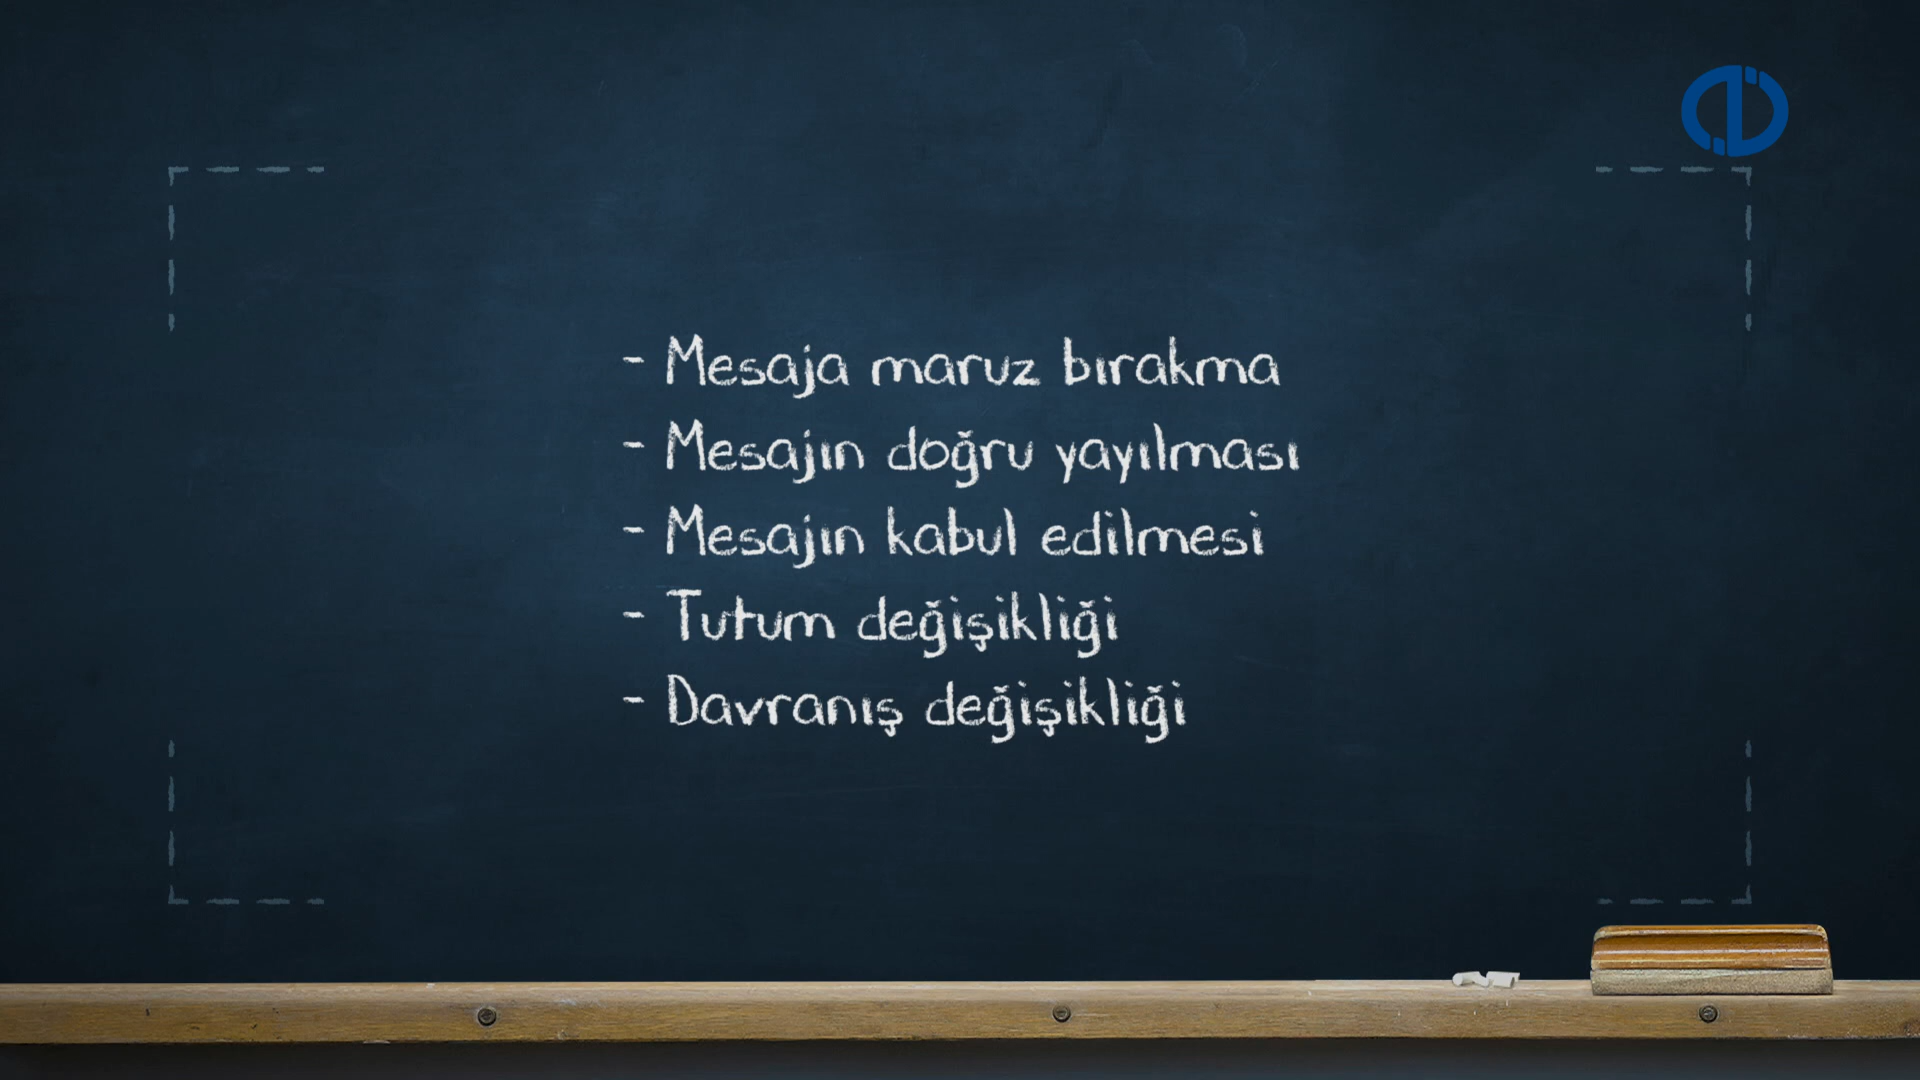 - Mesaja maruz bırakma
- Mesajın doğru yayılması
- Mesajın kabul edilmesi
- Tutum değişikliği
- Davranış değişikliği